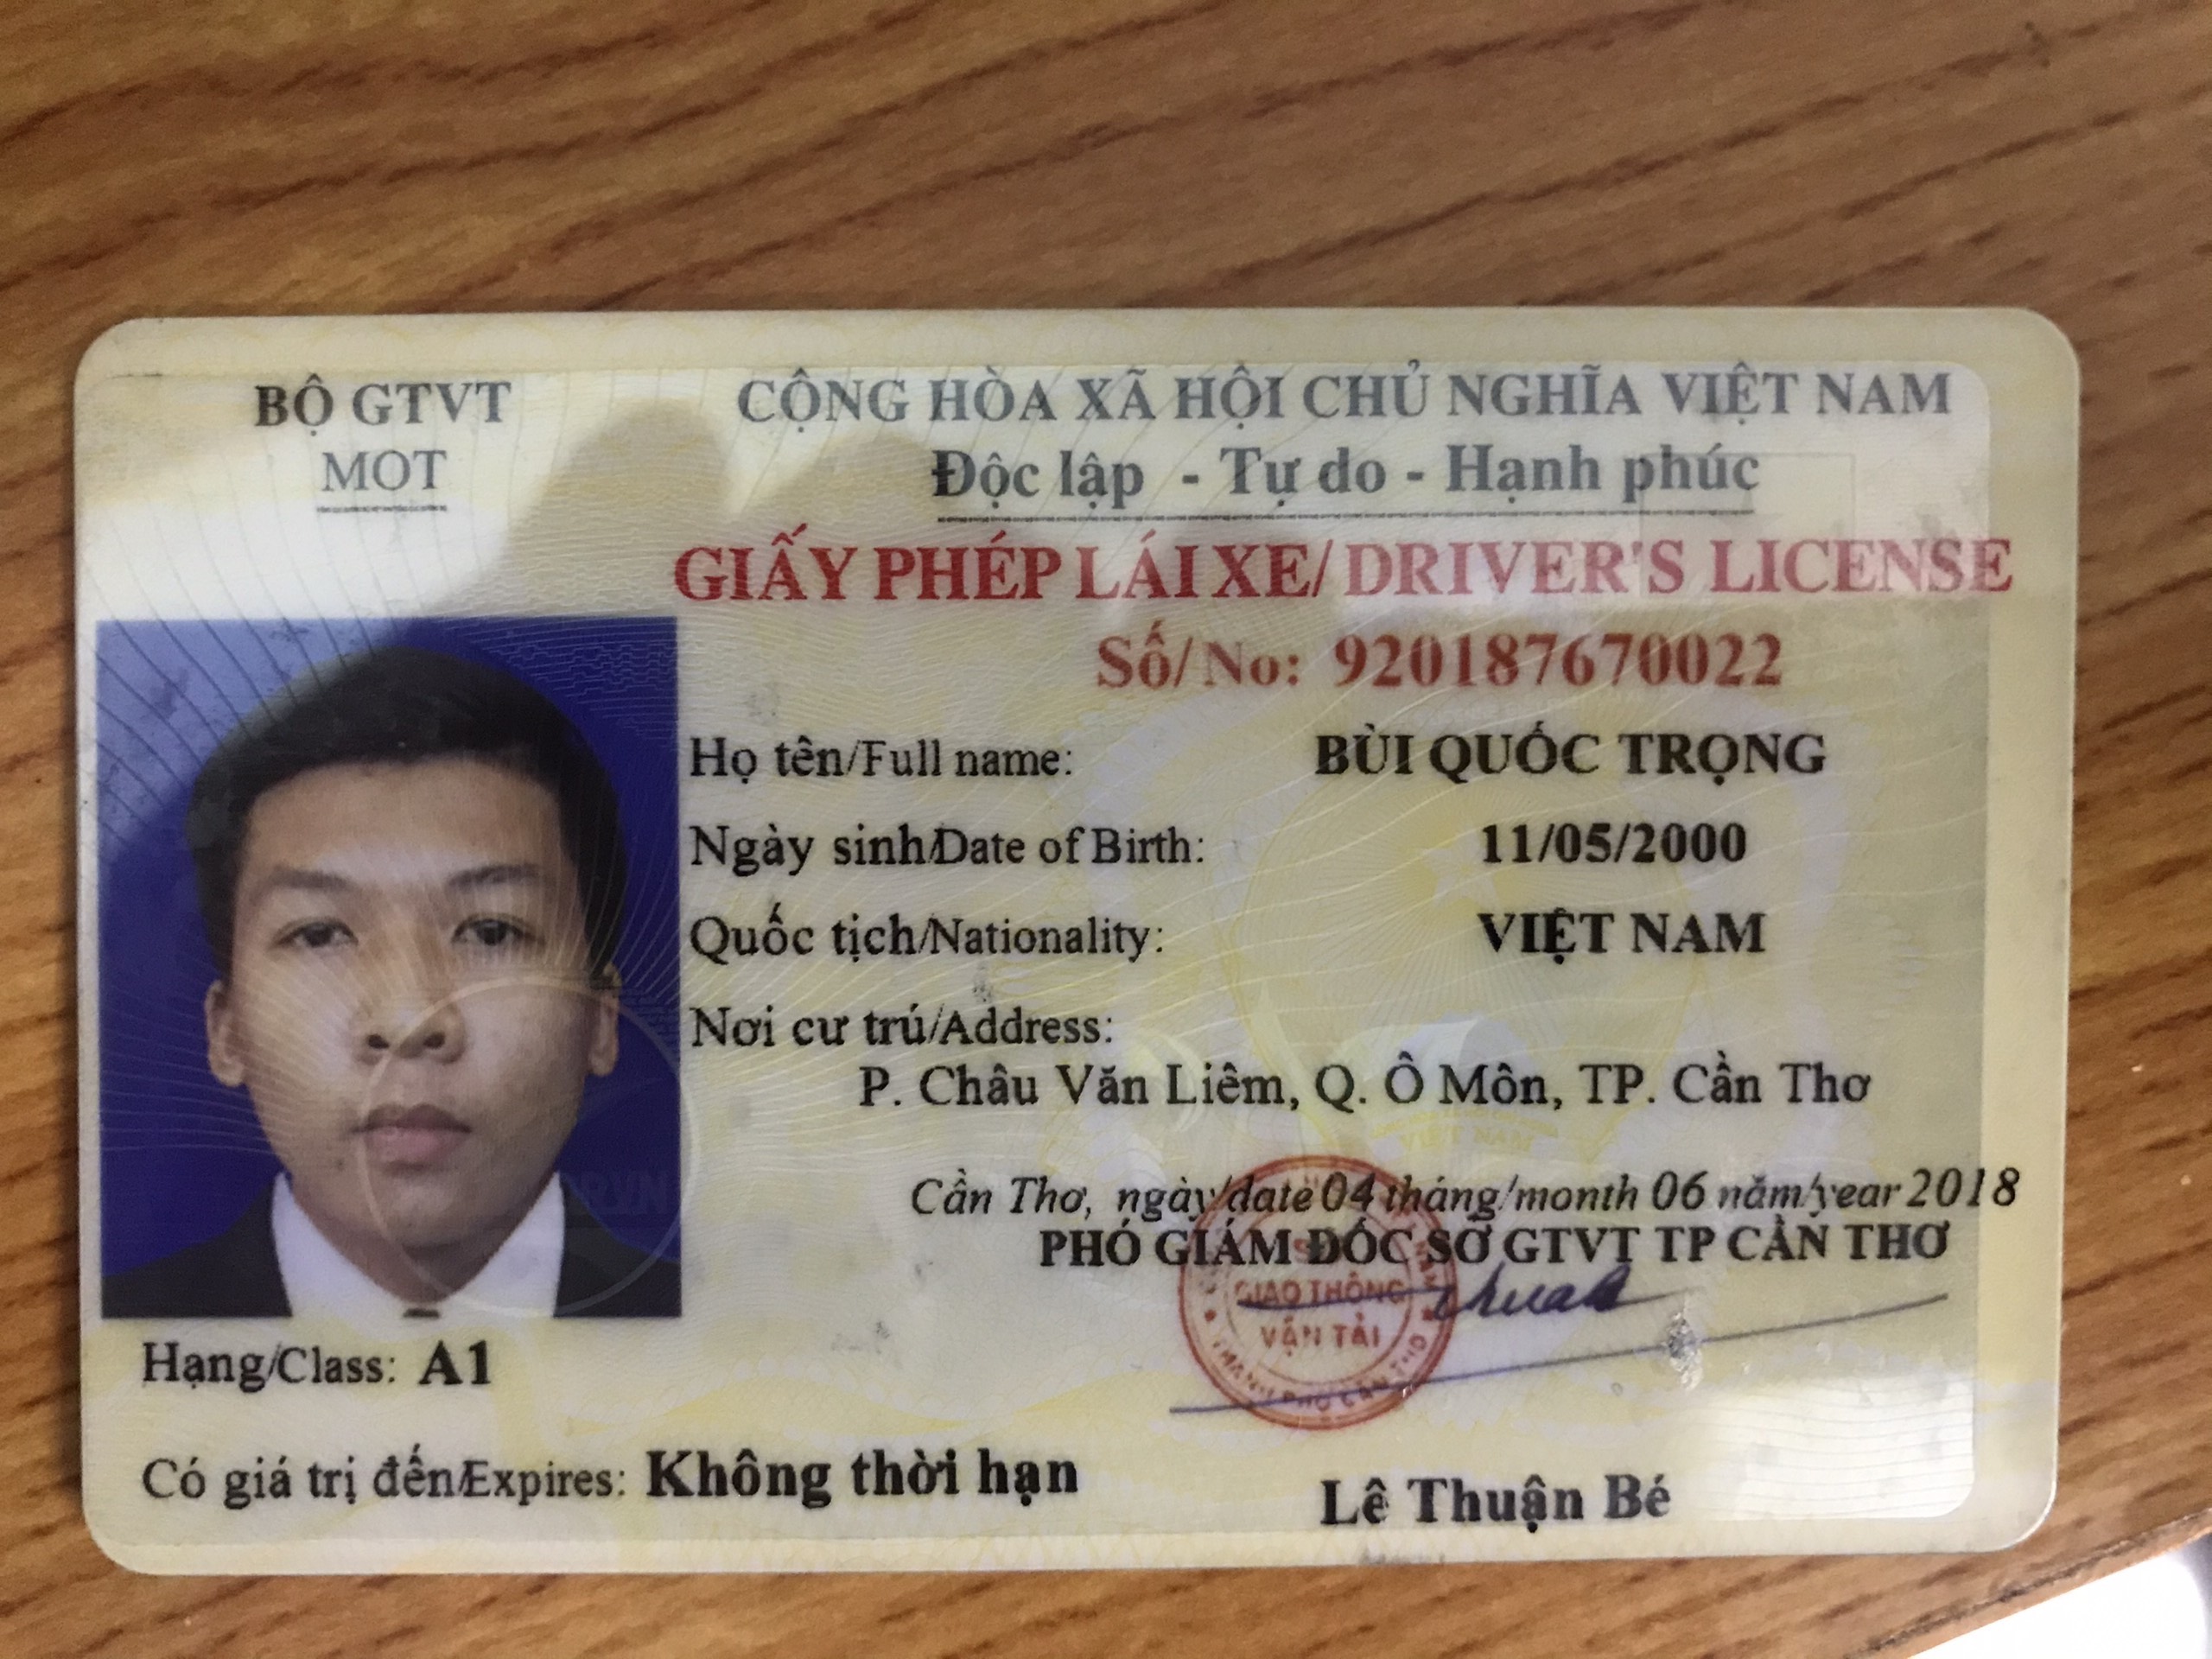 BỘ GTVT
MOT
CỘNG HÒA XÃ HỘI CHỦ NGHĨA VIỆT NAM
Độc lập - Tự do - Hạnh phúc
GIẤY PHÉP LÁI XE/ DRIVER'S LICENSE
Số/ No: 920187670022
Họ tên/Full name: BÙI QUỐC TRỌNG
Ngày sinh/Date of Birth: 11/05/2000
Quốc tịch/Nationality: VIỆT NAM
Nơi cư trú/Address:
P. Châu Văn Liêm, Q. Ô Môn, TP. Cần Thơ
VIET NAM
Cần Thơ, ngày/date 04 tháng/month 06 năm/year 2018
PHÓ GIÁM ĐỐC SỞ GTVT TP CẦN THƠ
GIAO THÔNG
VẬN TẢI
THÀNH PHỐ CẦN THƠ
Hạng/Class: A1
Có giá trị đến/Expires: Không thời hạn
Lê Thuận Bé